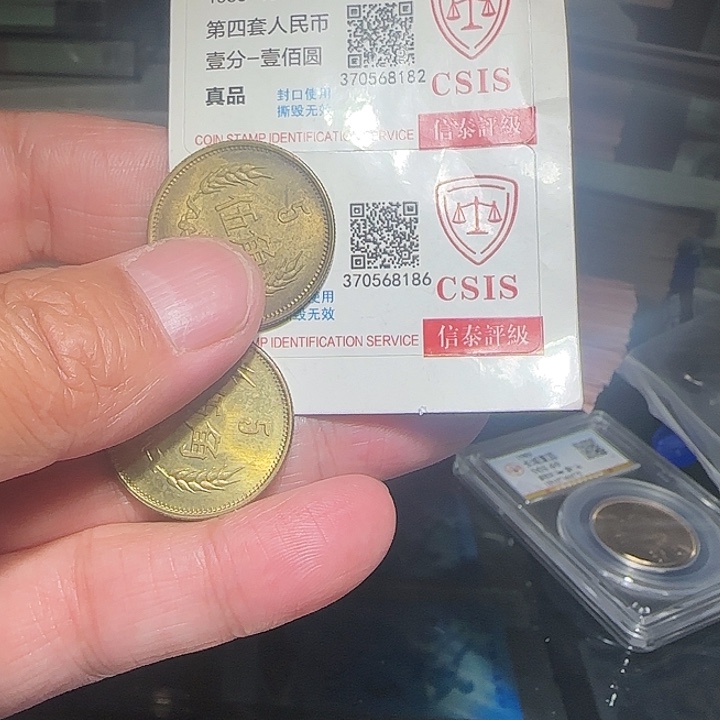 第四套人民币
壹分-壹佰圆
真品
封口使用
撕毁无效
370568182
CSIS
COIN STAMP IDENTIFICATION SERVICE
信泰評級
370568186
CSIS
使用
毁无效
IDENTIFICATION SERVICE
信泰評級
5
伍角
5
角